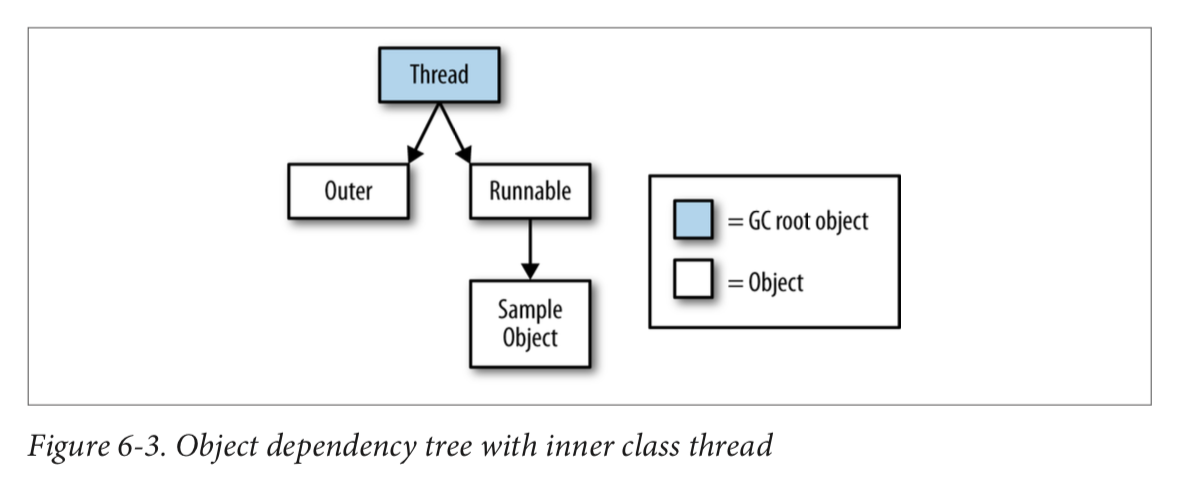 Thread
Outer
Runnable
Sample
Object
= GC root object
= Object
Figure 6-3. Object dependency tree with inner class thread